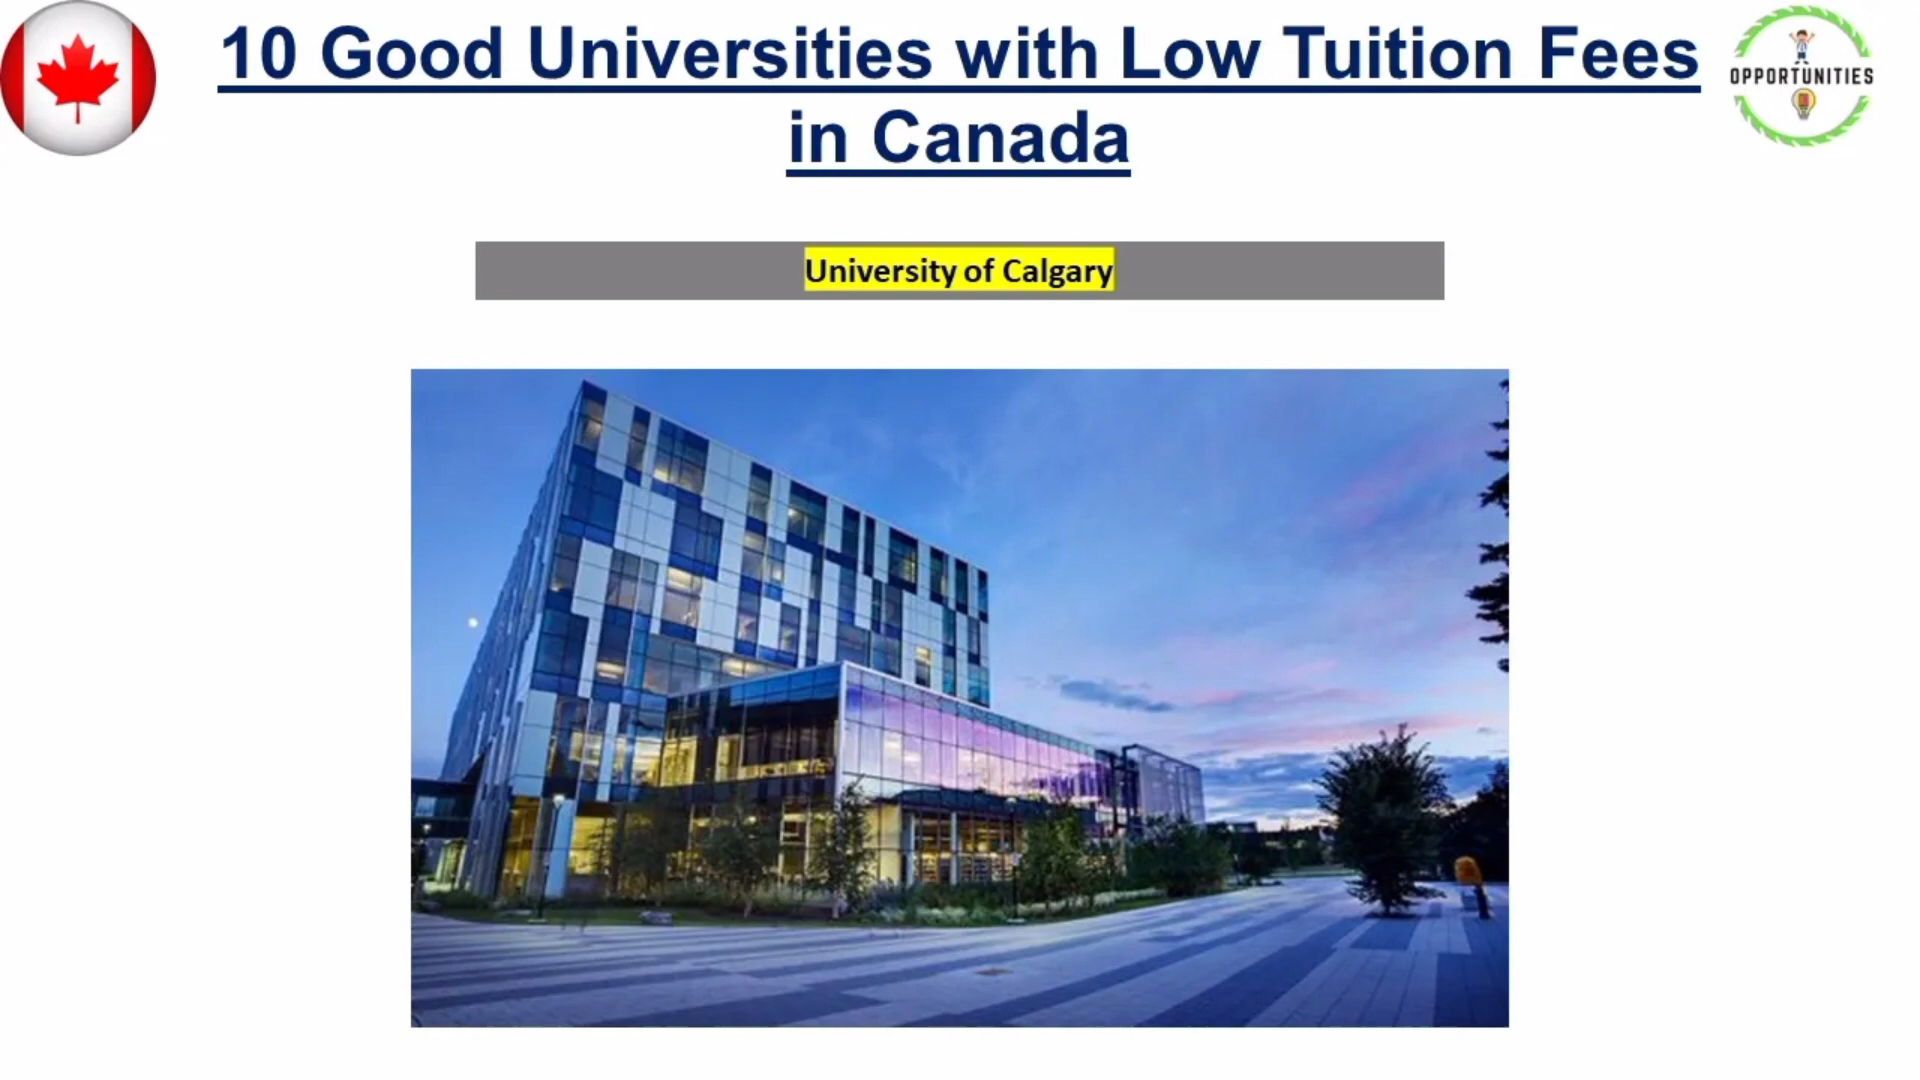 10 Good Universities with Low Tuition Fees
in Canada
OPPORTUNITIES
University of Calgary